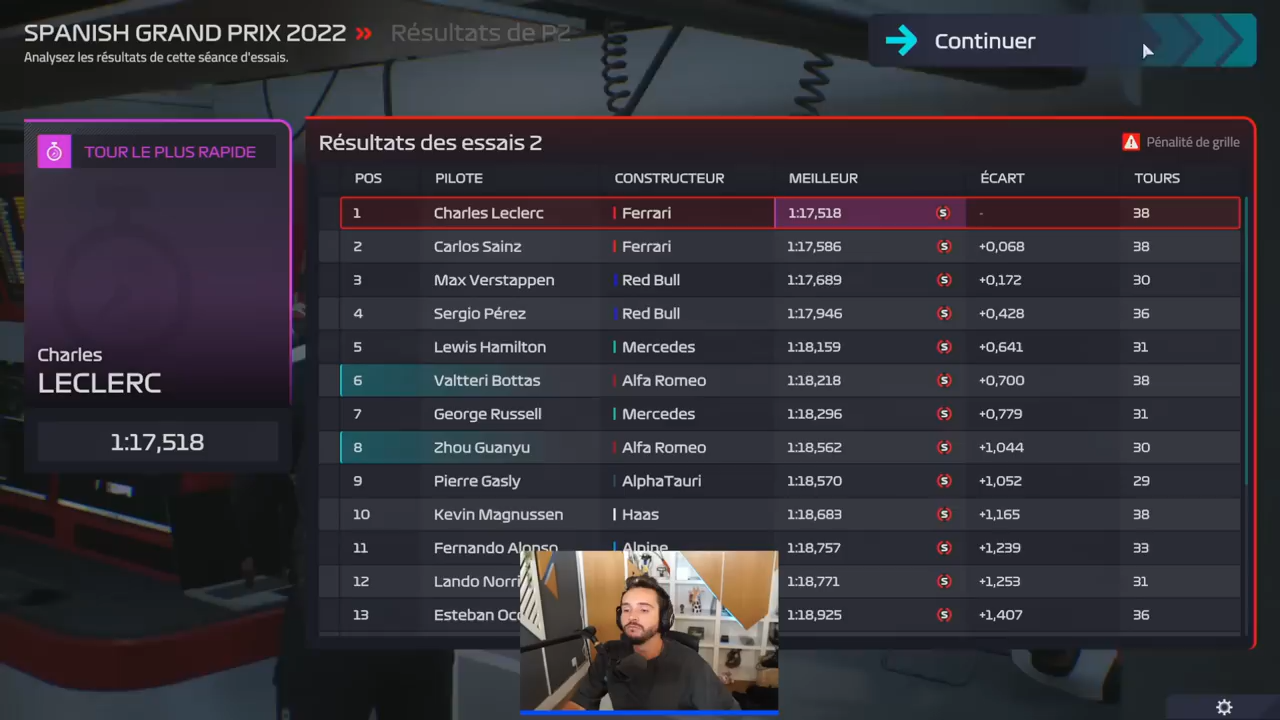 SPANISH GRAND PRIX 2022 Résultats de P2
Analysez les résultats de cette séance d'essais.
Continuer
TOUR LE PLUS RAPIDE
Charles
LECLERC
1:17,518
Résultats des essais 2
Pénalité de grille
POS PILOTE CONSTRUCTEUR MEILLEUR ÉCART TOURS
1 Charles Leclerc Ferrari 1:17,518 S - 38
2 Carlos Sainz Ferrari 1:17,586 S +0,068 38
3 Max Verstappen Red Bull 1:17,689 S +0,172 30
4 Sergio Pérez Red Bull 1:17,946 S +0,428 36
5 Lewis Hamilton Mercedes 1:18,159 S +0,641 31
6 Valtteri Bottas Alfa Romeo 1:18,218 S +0,700 38
7 George Russell Mercedes 1:18,296 S +0,779 31
8 Zhou Guanyu Alfa Romeo 1:18,562 S +1,044 30
9 Pierre Gasly AlphaTauri 1:18,570 S +1,052 29
10 Kevin Magnussen Haas 1:18,683 S +1,165 38
11 Fernando Alonso Alpine 1:18,757 S +1,239 33
12 Lando Norri 1:18,771 S +1,253 31
13 Esteban Oc 1:18,925 S +1,407 36